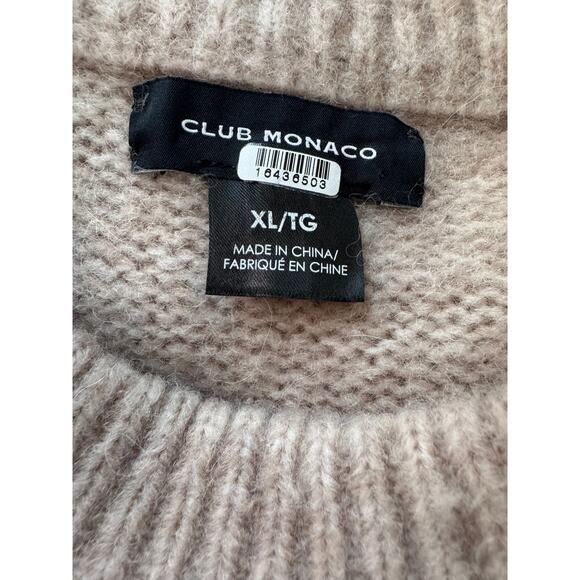 CLUB MONACO
16436503
XL/TG
MADE IN CHINA/
FABRIQUÉ EN CHINE